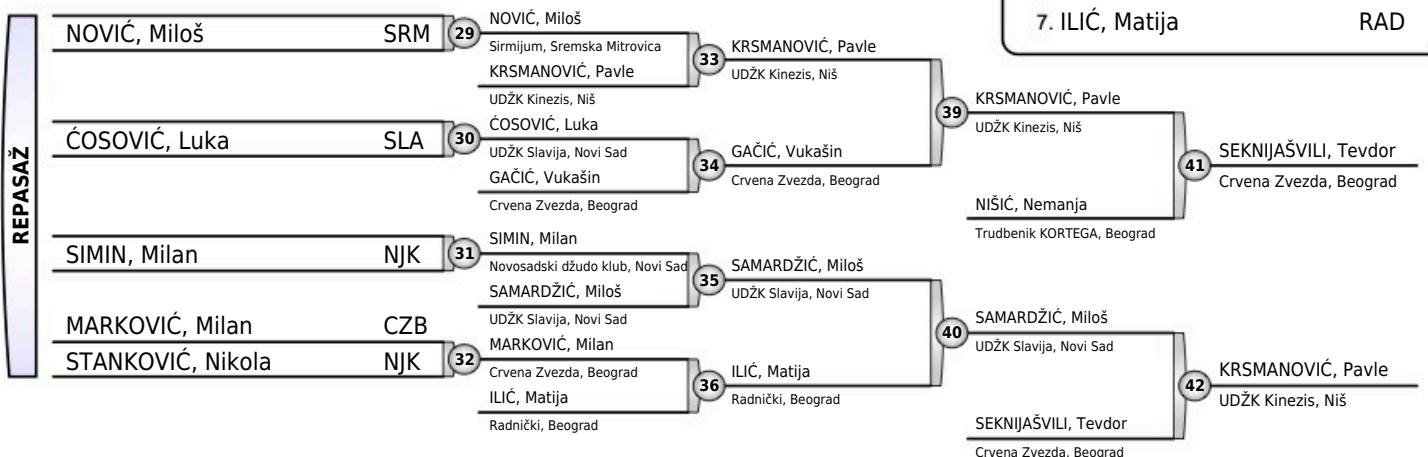 7. ILIĆ, Matija RAD
REPASAŽ
NOVIĆ, Miloš SRM
29
ĆOSOVIĆ, Luka SLA
30
SIMIN, Milan NJK
31
MARKOVIĆ, Milan CZB
STANKOVIĆ, Nikola NJK
32
NOVIĆ, Miloš
Sirmijum, Sremska Mitrovica
KRSMANOVIĆ, Pavle
UDŽK Kinezis, Niš
33
ĆOSOVIĆ, Luka
UDŽK Slavija, Novi Sad
GAČIĆ, Vukašin
Crvena Zvezda, Beograd
34
SIMIN, Milan
Novosadski džudo klub, Novi Sad
SAMARDŽIĆ, Miloš
UDŽK Slavija, Novi Sad
35
MARKOVIĆ, Milan
Crvena Zvezda, Beograd
ILIĆ, Matija
Radnički, Beograd
36
KRSMANOVIĆ, Pavle
UDŽK Kinezis, Niš
GAČIĆ, Vukašin
Crvena Zvezda, Beograd
39
SAMARDŽIĆ, Miloš
UDŽK Slavija, Novi Sad
ILIĆ, Matija
Radnički, Beograd
40
KRSMANOVIĆ, Pavle
UDŽK Kinezis, Niš
NIŠIĆ, Nemanja
Trudbenik KORTEGA, Beograd
41
SAMARDŽIĆ, Miloš
UDŽK Slavija, Novi Sad
SEKNIJAŠVILI, Tevdor
Crvena Zvezda, Beograd
42
SEKNIJAŠVILI, Tevdor
Crvena Zvezda, Beograd
KRSMANOVIĆ, Pavle
UDŽK Kinezis, Niš